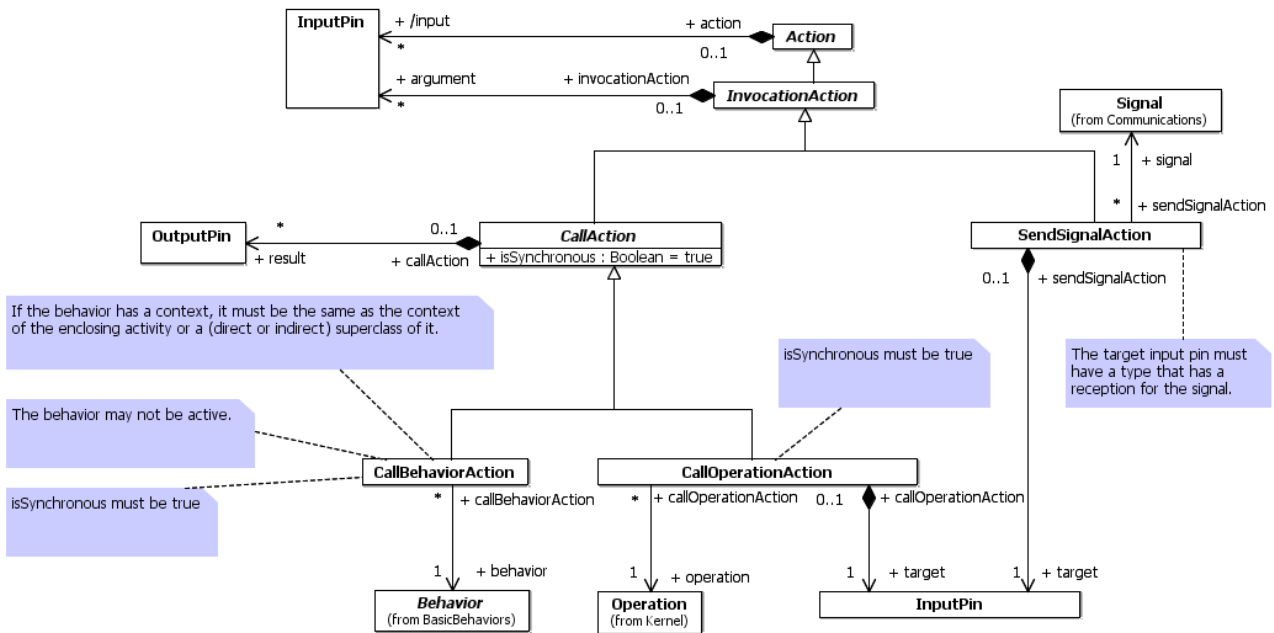 InputPin
+ /input
+ action
Action
*
0..1
+ argument
+ invocationAction
InvocationAction
*
0..1
Signal
(from Communications)
1
+ signal
*
+ sendSignalAction
OutputPin
*
0..1
CallAction
SendSignalAction
+ result
+ callAction
+ isSynchronous : Boolean = true
0..1
+ sendSignalAction
If the behavior has a context, it must be the same as the context
of the enclosing activity or a (direct or indirect) superclass of it.
isSynchronous must be true
The target input pin must
have a type that has a
reception for the signal.
The behavior may not be active.
CallBehaviorAction
CallOperationAction
isSynchronous must be true
*
+ callBehaviorAction
*
+ callOperationAction
0..1
+ callOperationAction
1
+ behavior
1
+ operation
1
+ target
1
+ target
Behavior
(from BasicBehaviors)
Operation
(from Kernel)
InputPin